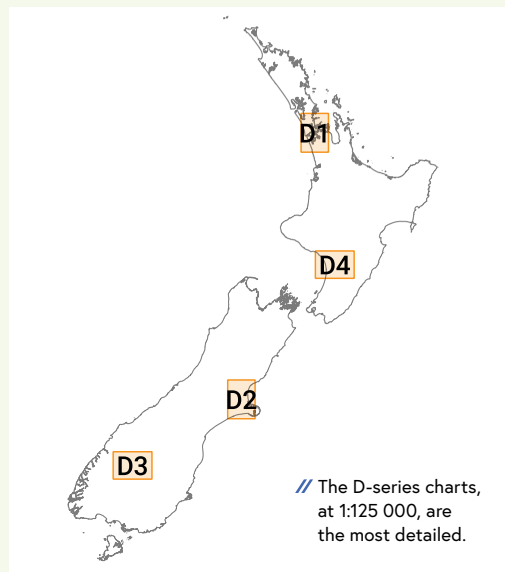 D1
D4
D2
D3
// The D-series charts,
at 1:125 000, are
the most detailed.